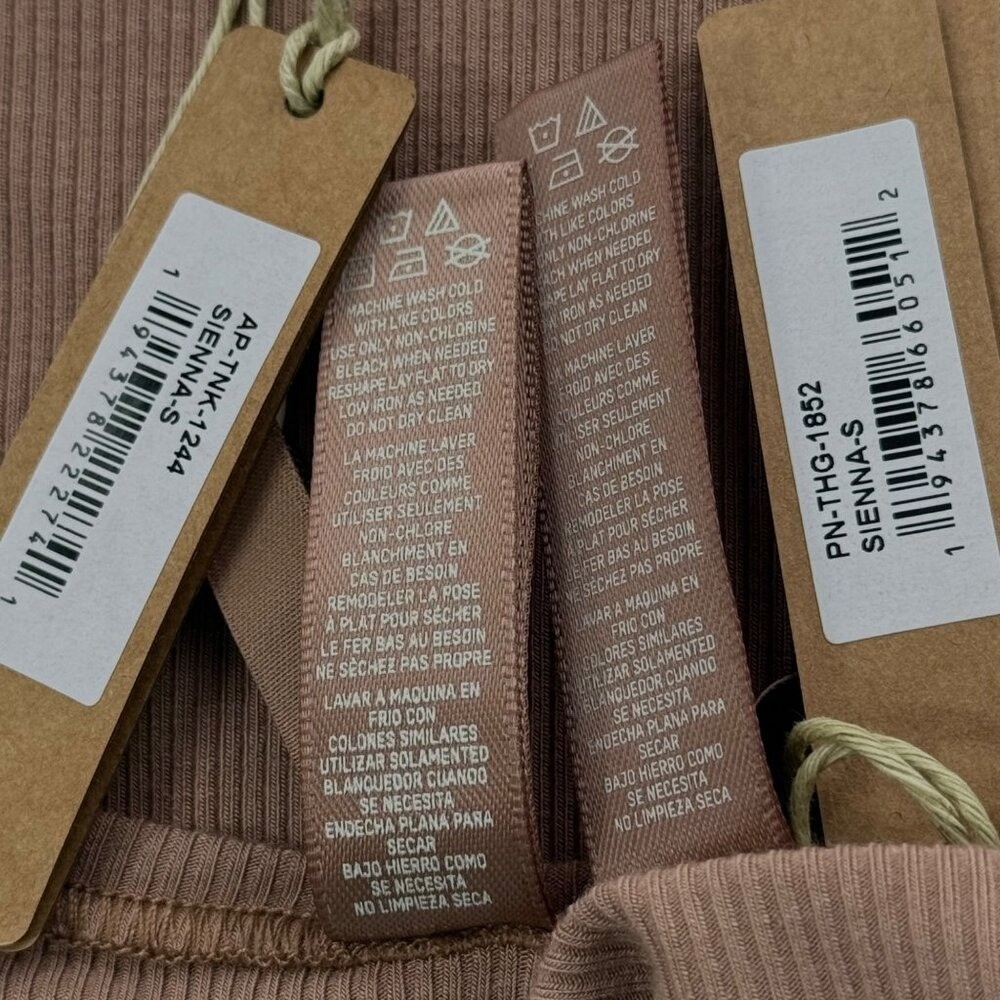 AP-TNK-1244
SIENNA-S
1 94378 22274 1
MACHINE WASH COLD
WITH LIKE COLORS
USE ONLY NON-CHLORINE
BLEACH WHEN NEEDED
RESHAPE LAY FLAT TO DRY
LOW IRON AS NEEDED
DO NOT DRY CLEAN
LA MACHINE LAVER
FROID AVEC DES
COULEURS COMME
UTILISER SEULEMENT
NON-CHLORE
BLANCHIMENT EN
CAS DE BESOIN
REMODELER LA POSE
À PLAT POUR SÉCHER
LE FER BAS AU BESOIN
NE SÉCHEZ PAS PROPRE
LAVAR A MAQUINA EN
FRIO CON
COLORES SIMILARES
UTILIZAR SOLAMENTED
BLANQUEDOR CUANDO
SE NECESITA
ENDECHA PLANA PARA
SECAR
BAJO HIERRO COMO
SE NECESITA
NO LIMPIEZA SECA
HINE WASH COLD
TH LIKE COLORS
NLY NON-CHLORINE
ACH WHEN NEEDED
APE LAY FLAT TO DRY
IRON AS NEEDED
NOT DRY CLEAN
MACHINE LAVER
FROID AVEC DES
OULEURS COMME
ISER SEULEMENT
NON-CHLORE
BLANCHIMENT EN
CAS DE BESOIN
REMODELER LA POSE
PLAT POUR SÉCHER
FER BAS AU BESOIN
SÉCHEZ PAS PROPRE
LAVAR A MAQUINA EN
FRIO CON
COLORES SIMILARES
UTILIZAR SOLAMENTED
BLANQUEDOR CUANDO
SE NECESITA
ENDECHA PLANA PARA
SECAR
BAJO HIERRO COMO
SE NECESITA
NO LIMPIEZA SECA
PN-THG-1852
SIENNA-S
1 94378 66051 2